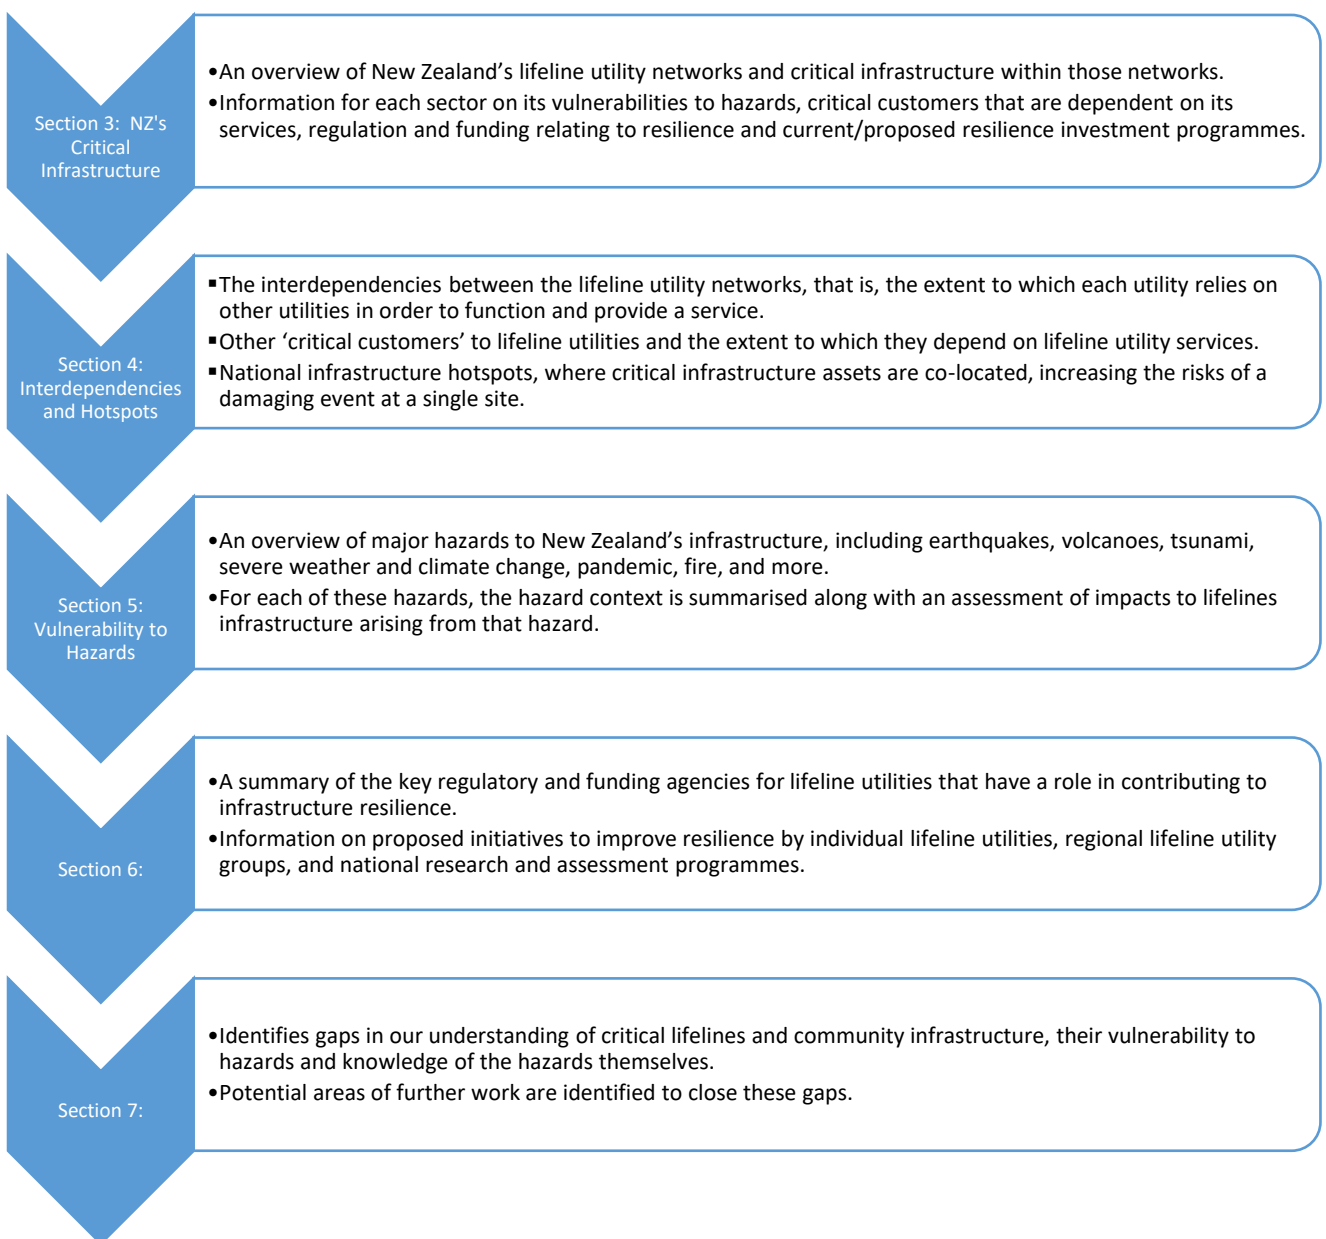 Section 3:  NZ's
Critical
Infrastructure
•An overview of New Zealand’s lifeline utility networks and critical infrastructure within those networks.
•Information for each sector on its vulnerabilities to hazards, critical customers that are dependent on its
services, regulation and funding relating to resilience and current/proposed resilience investment programmes.
Section 4:
Interdependencies
and Hotspots
▪The interdependencies between the lifeline utility networks, that is, the extent to which each utility relies on
other utilities in order to function and provide a service.
▪Other ‘critical customers’ to lifeline utilities and the extent to which they depend on lifeline utility services.
▪National infrastructure hotspots, where critical infrastructure assets are co-located, increasing the risks of a
damaging event at a single site.
Section 5:
Vulnerability to
Hazards
•An overview of major hazards to New Zealand’s infrastructure, including earthquakes, volcanoes, tsunami,
severe weather and climate change, pandemic, fire, and more.
•For each of these hazards, the hazard context is summarised along with an assessment of impacts to lifelines
infrastructure arising from that hazard.
Section 6:
•A summary of the key regulatory and funding agencies for lifeline utilities that have a role in contributing to
infrastructure resilience.
•Information on proposed initiatives to improve resilience by individual lifeline utilities, regional lifeline utility
groups, and national research and assessment programmes.
Section 7:
•Identifies gaps in our understanding of critical lifelines and community infrastructure, their vulnerability to
hazards and knowledge of the hazards themselves.
•Potential areas of further work are identified to close these gaps.